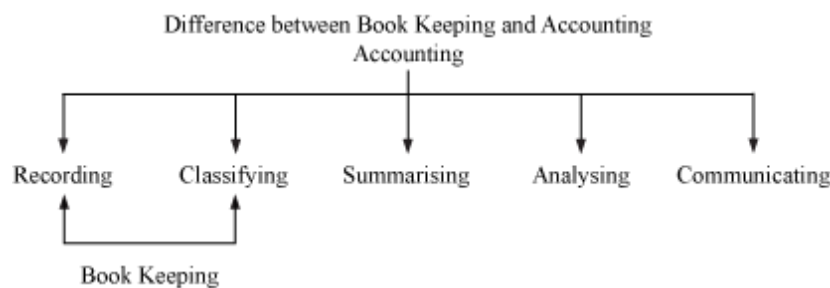 Difference between Book Keeping and Accounting
Accounting
Recording Classifying Summarising Analysing Communicating
Book Keeping